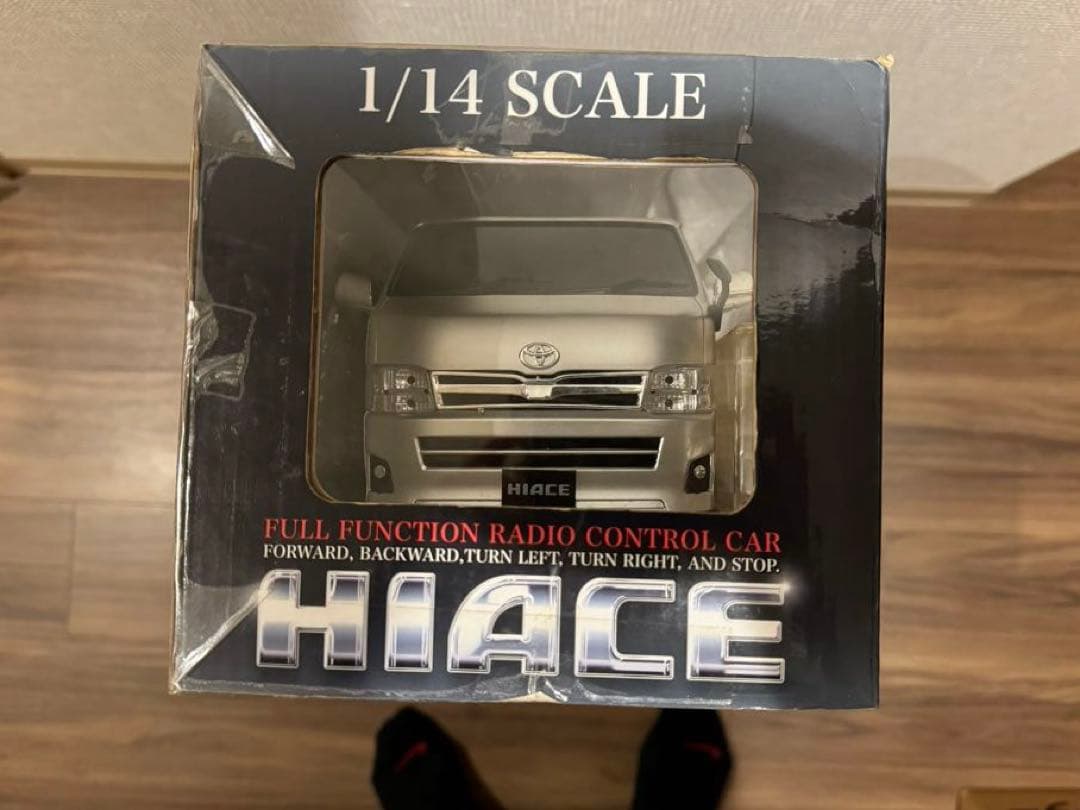 1/14 SCALE
HIACE
FULL FUNCTION RADIO CONTROL CAR
FORWARD, BACKWARD,TURN LEFT, TURN RIGHT, AND STOP.
HIACE